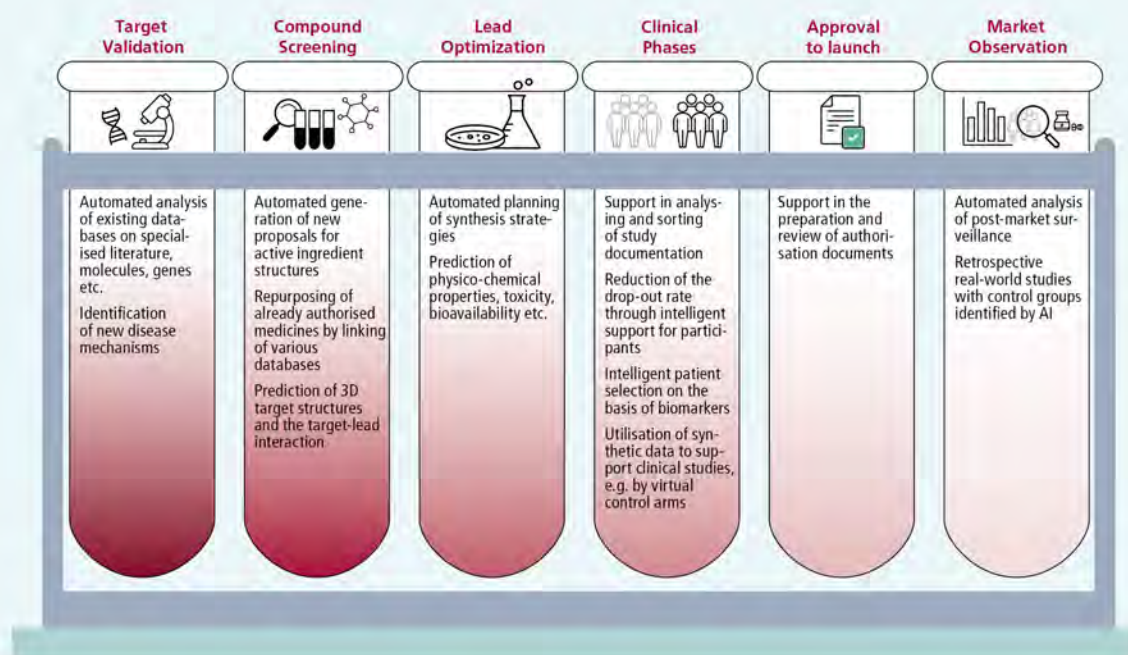 Target
Validation
Compound
Screening
Lead
Optimization
Clinical
Phases
Approval
to launch
Market
Observation
Automated analysis
of existing data-
bases on special-
ised literature,
molecules, genes
etc.
Identification
of new disease
mechanisms
Automated gene-
ration of new
proposals for
active ingredient
structures
Repurposing of
already authorised
medicines by linking
of various
databases
Prediction of 3D
target structures
and the target-lead
interaction
Automated planning
of synthesis strate-
gies
Prediction of
physico-chemical
properties, toxicity,
bioavailability etc.
Support in analys-
ing and sorting
of study
documentation
Reduction of the
drop-out rate
through intelligent
support for partici-
pants
Intelligent patient
selection on the
basis of biomarkers
Utilisation of syn-
thetic data to sup-
port clinical studies,
e.g. by virtual
control arms
Support in the
preparation and
review of authori-
sation documents
Automated analysis
of post-market sur-
veillance
Retrospective
real-world studies
with control groups
identified by AI